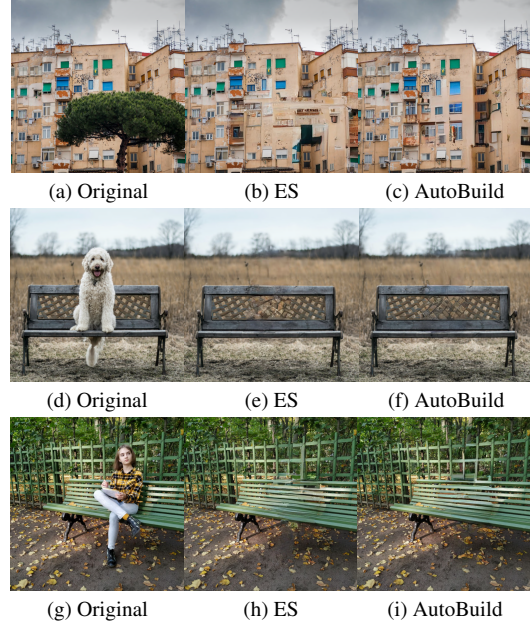 (a) Original
(b) ES
(c) AutoBuild
(d) Original
(e) ES
(f) AutoBuild
(g) Original
(h) ES
(i) AutoBuild